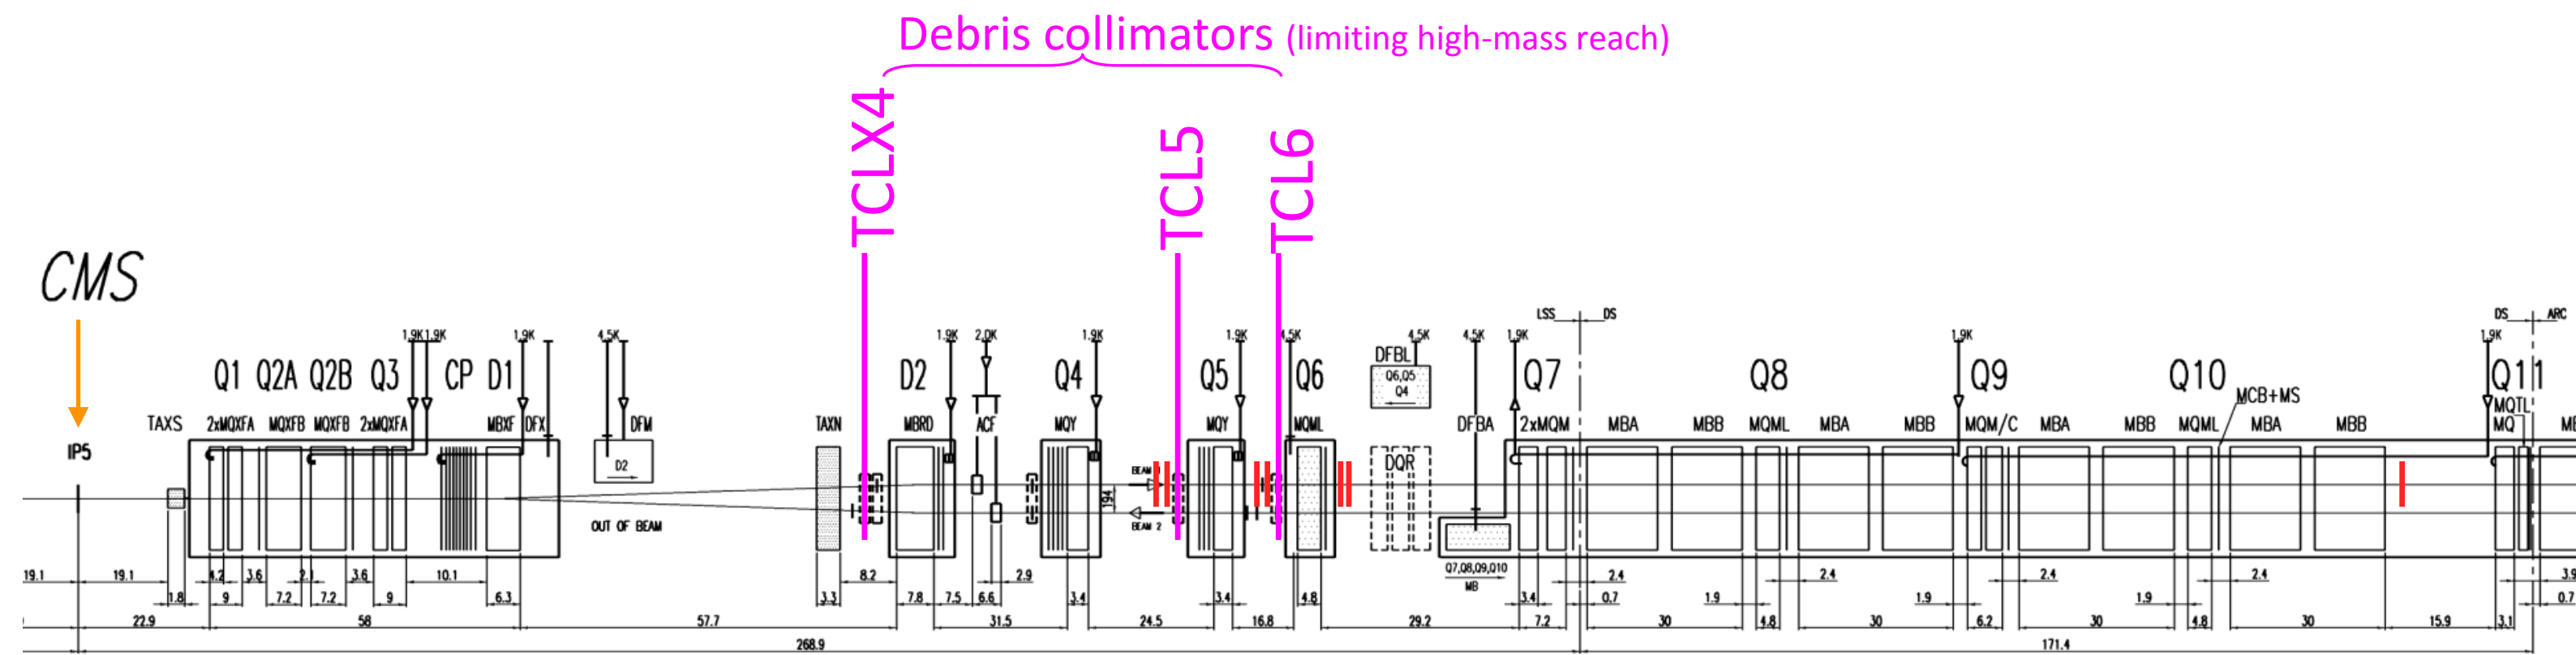 Debris collimators (limiting high-mass reach)
TCLX4
TCL5
TCL6
CMS
LSS DS
DS ARC
1.9K 1.9K 1.9K 4.5K 1.9K 2.0K 1.9K 1.9K 4.5K 4.5K 4.5K 1.9K 1.9K 1.9K
DFBL
Q6,Q5
Q4
Q1 Q2A Q2B Q3 CP D1 D2 Q4 Q5 Q6 Q7 Q8 Q9 Q10 Q11
MCB+MS
MQTL
TAXS 2xMQXFA MQXFB MQXFB 2xMQXFA MBXF DFX DFM TAXN MBRD ACF MQY MQY MQML DFBA 2xMQM MBA MBB MQML MBA MBB MQM/C MBA MBB MQML MBA MBB MQ
IP5
D2
DQR
BEAM
194
OUT OF BEAM
BEAM 2
Q7,Q8,Q9,Q10
MB
19.1 19.1 4.2 3.6 2.1 3.6 10.1 8.2 2.9 2.4 2.4 2.4 2.4 3.9
1.8 9 7.2 7.2 9 6.3 3.3 7.8 7.5 6.6 3.4 3.4 4.8 3.4 0.7 1.9 1.9 1.9 0.7
22.9 58 57.7 31.5 24.5 16.8 29.2 7.2 30 4.8 30 6.2 30 4.8 30 15.9 3.1
268.9 171.4